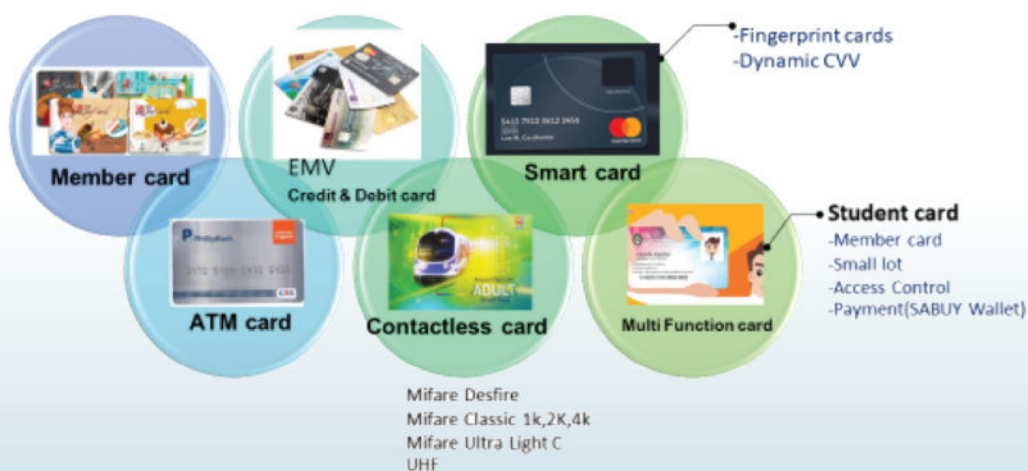 -Fingerprint cards
-Dynamic CVV
Member card
EMV
Credit & Debit card
Smart card
Student card
-Member card
-Small lot
-Access Control
-Payment(SABUY Wallet)
ATM card
Contactless card
ADULT
Multi Function card
Mifare Desfire
Mifare Classic 1k,2K,4k
Mifare Ultra Light C
UHF